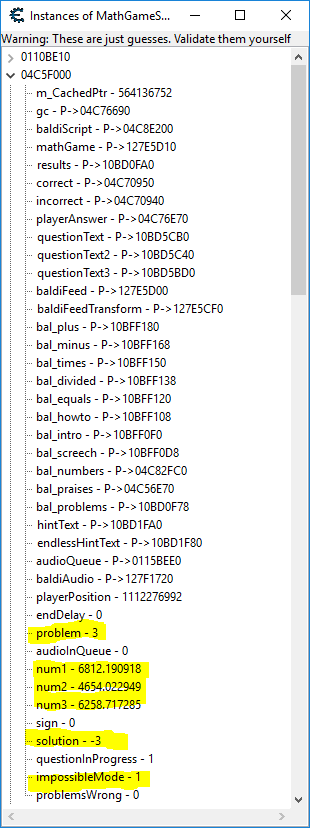 Instances of MathGameS...
Warning: These are just guesses. Validate them yourself
0110BE10
04C5F000
m_CachedPtr - 564136752
gc - P->04C76690
baldiScript - P->04C8E200
mathGame - P->127E5D10
results - P->10BD0FA0
correct - P->04C70950
incorrect - P->04C70940
playerAnswer - P->04C76E70
questionText - P->10BD5CB0
questionText2 - P->10BD5C40
questionText3 - P->10BD5BD0
baldiFeed - P->127E5D00
baldiFeedTransform - P->127E5CF0
bal_plus - P->10BFF180
bal_minus - P->10BFF168
bal_times - P->10BFF150
bal_divided - P->10BFF138
bal_equals - P->10BFF120
bal_howto - P->10BFF108
bal_intro - P->10BFF0F0
bal_screech - P->10BFF0D8
bal_numbers - P->04C82FC0
bal_praises - P->04C56E70
bal_problems - P->10BD0F78
hintText - P->10BD1FA0
endlessHintText - P->10BD1F80
audioQueue - P->0115BEE0
baldiAudio - P->127F1720
playerPosition - 1112276992
endDelay - 0
problem - 3
audioInQueue - 0
num1 - 6812.190918
num2 - 4654.022949
num3 - 6258.717285
sign - 0
solution - -3
questionInProgress - 1
impossibleMode - 1
problemsWrong - 0